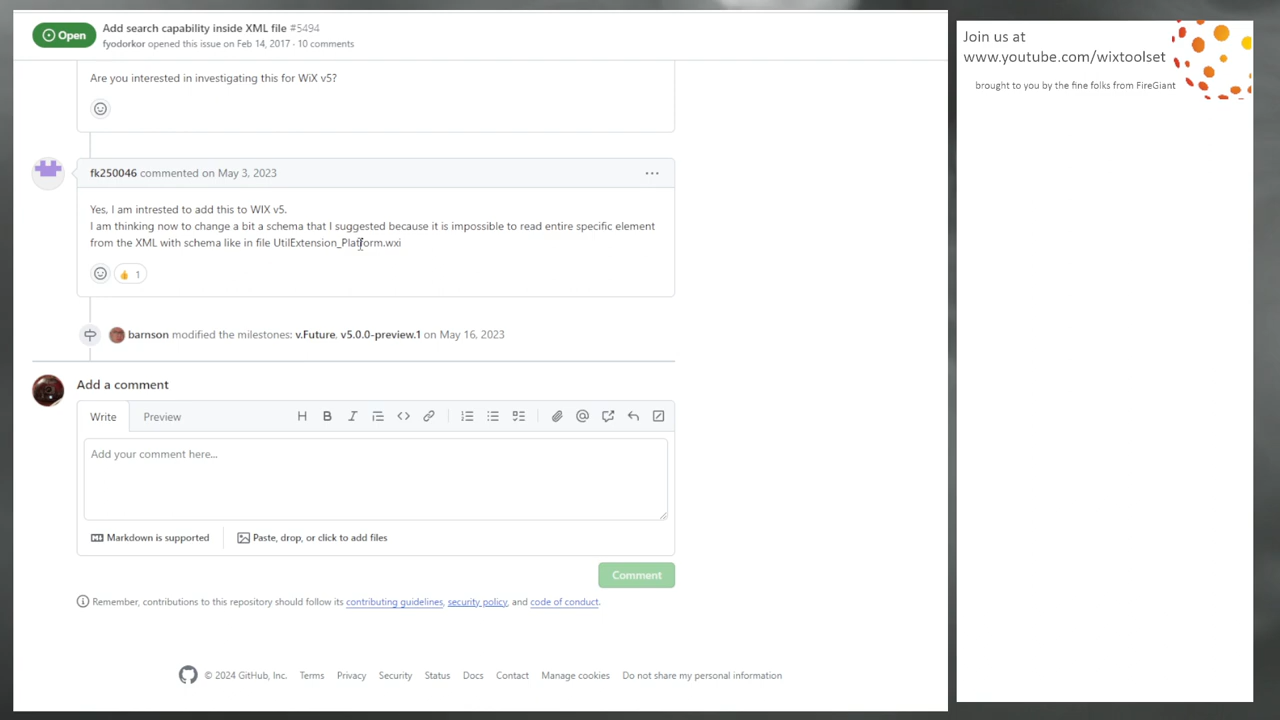 Open
Add search capability inside XML file #5494
fyodorkor opened this issue on Feb 14, 2017 · 10 comments
Are you interested in investigating this for WiX v5?
fk250046 commented on May 3, 2023
Yes, I am intrested to add this to WIX v5.
I am thinking now to change a bit a schema that I suggested because it is impossible to read entire specific element
from the XML with schema like in file UtilExtension_Platform.wxi
👍 1
barnson modified the milestones: v.Future, v5.0.0-preview.1 on May 16, 2023
Add a comment
Write Preview
Add your comment here...
Markdown is supported
Paste, drop, or click to add files
Comment
Remember, contributions to this repository should follow its contributing guidelines, security policy, and code of conduct.
© 2024 GitHub, Inc. Terms Privacy Security Status Docs Contact Manage cookies Do not share my personal information
Join us at
www.youtube.com/wixtoolset
brought to you by the fine folks from FireGiant